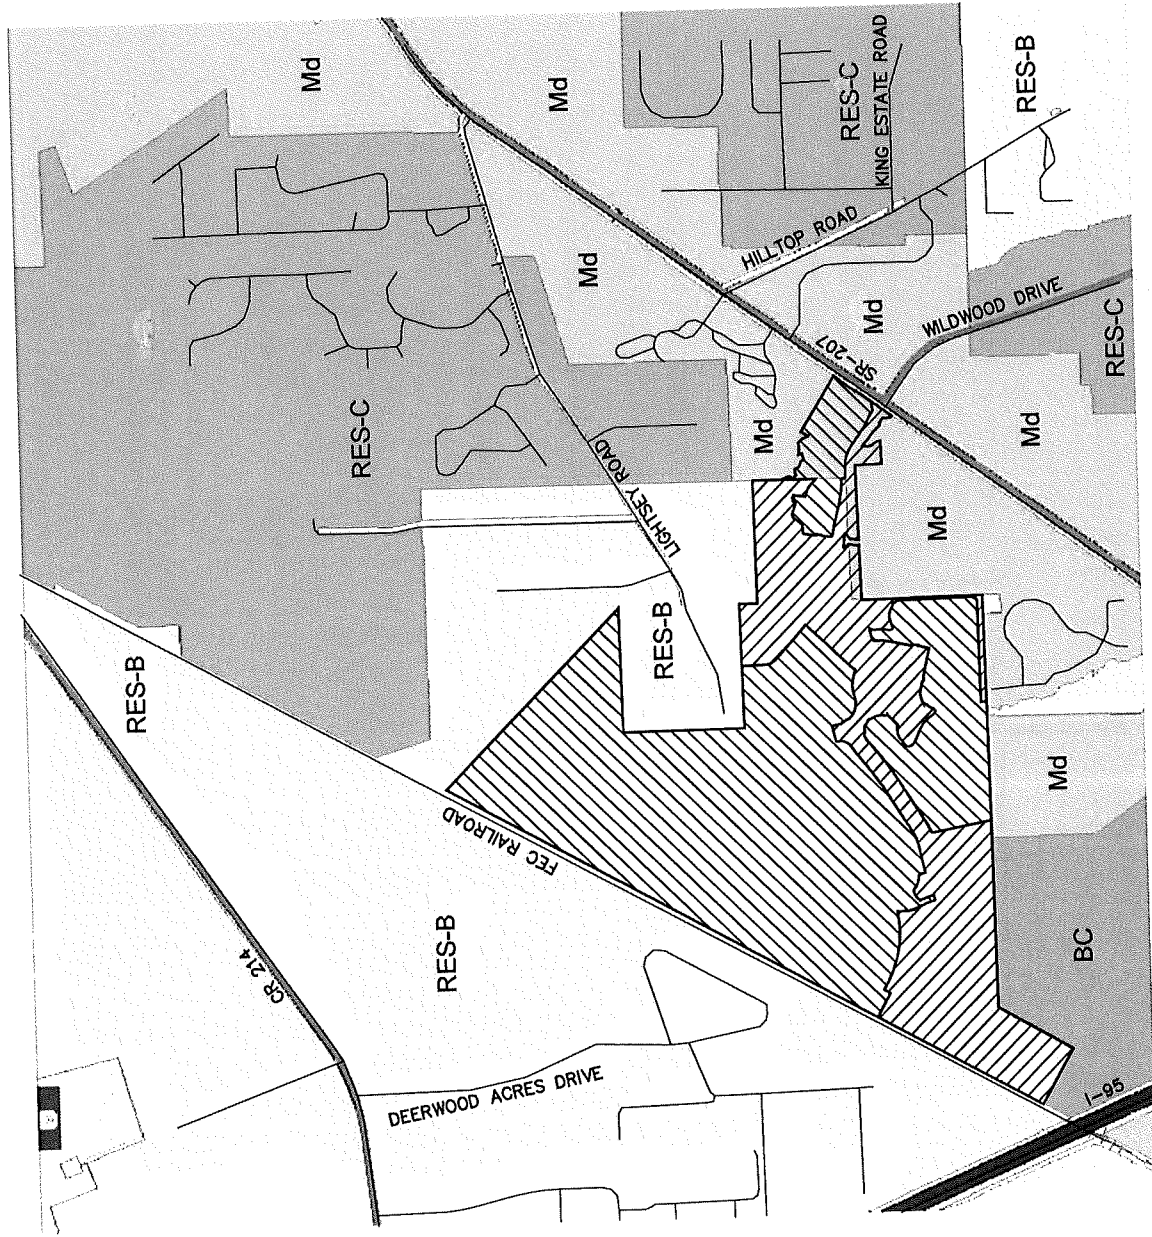 Md
Md
RES-C
KING ESTATE ROAD
RES-B
HILLTOP ROAD
Md
Md
WILDWOOD DRIVE
RES-C
SR-207
RES-C
Md
Md
LIGHTSEY ROAD
Md
RES-B
RES-B
Md
FEC RAILROAD
RES-B
BC
CR 214
DEERWOOD ACRES DRIVE
I-95